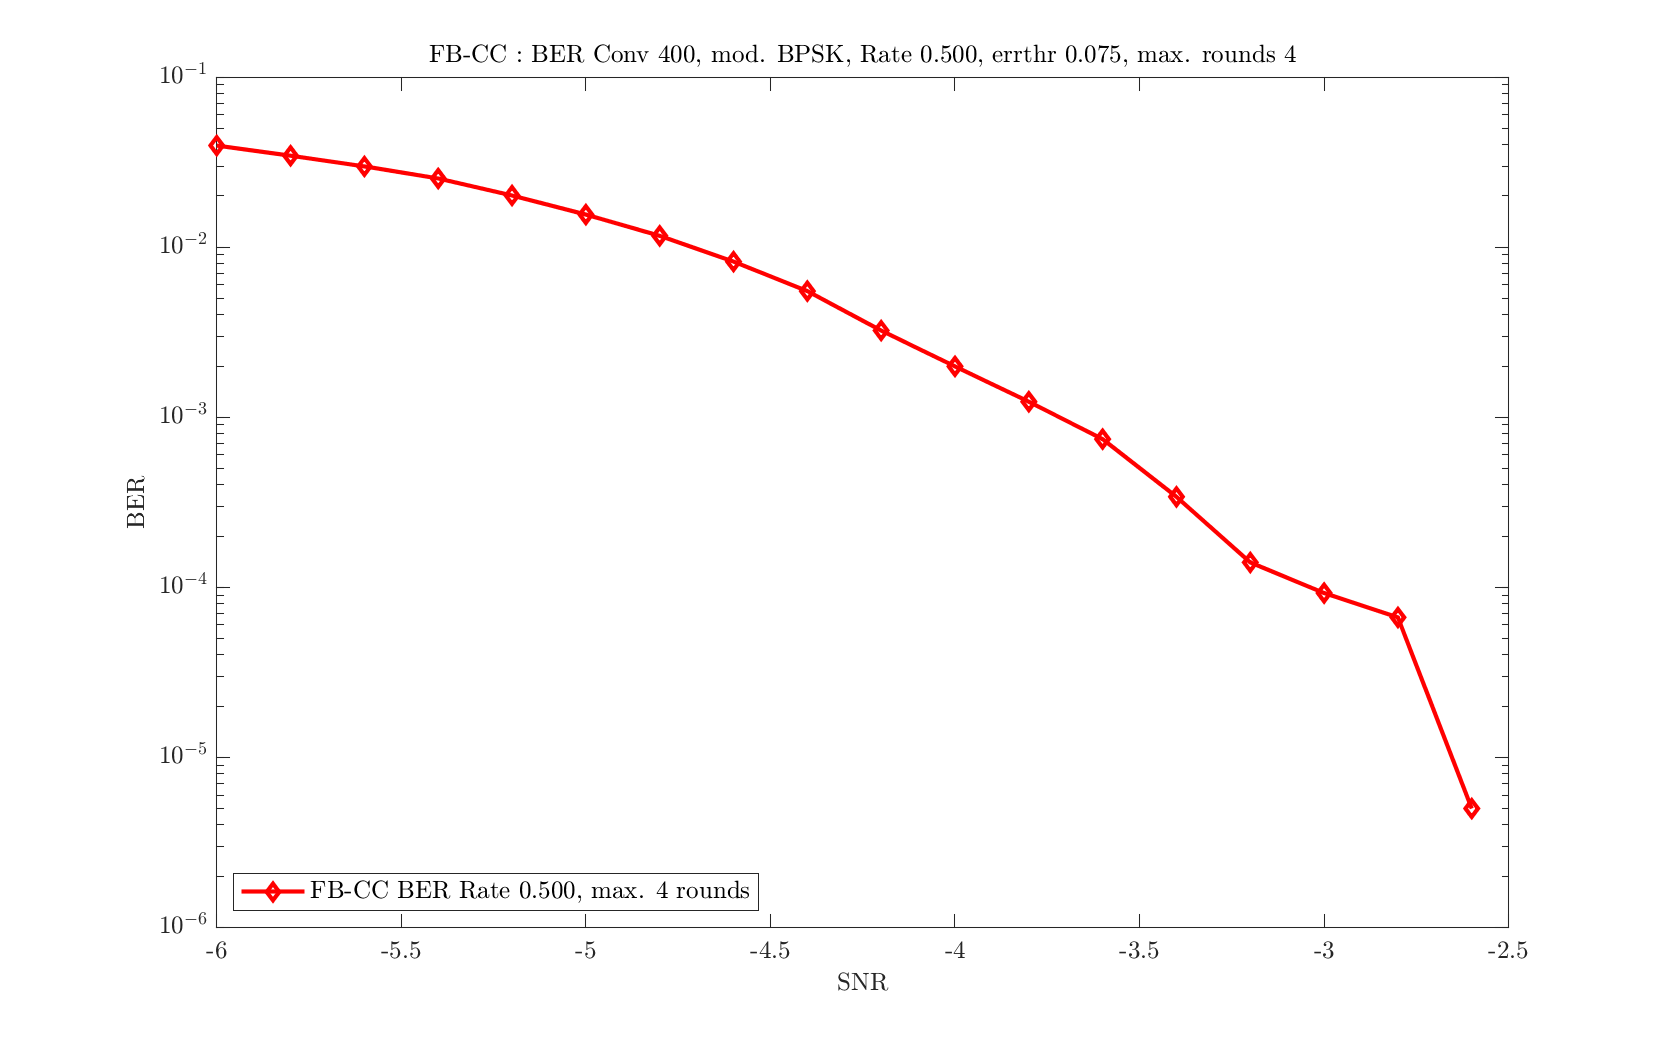 FB-CC : BER Conv 400, mod. BPSK, Rate 0.500, errthr 0.075, max. rounds 4
10^{-1}
10^{-2}
10^{-3}
10^{-4}
10^{-5}
10^{-6}
BER
FB-CC BER Rate 0.500, max. 4 rounds
-6 -5.5 -5 -4.5 -4 -3.5 -3 -2.5
SNR